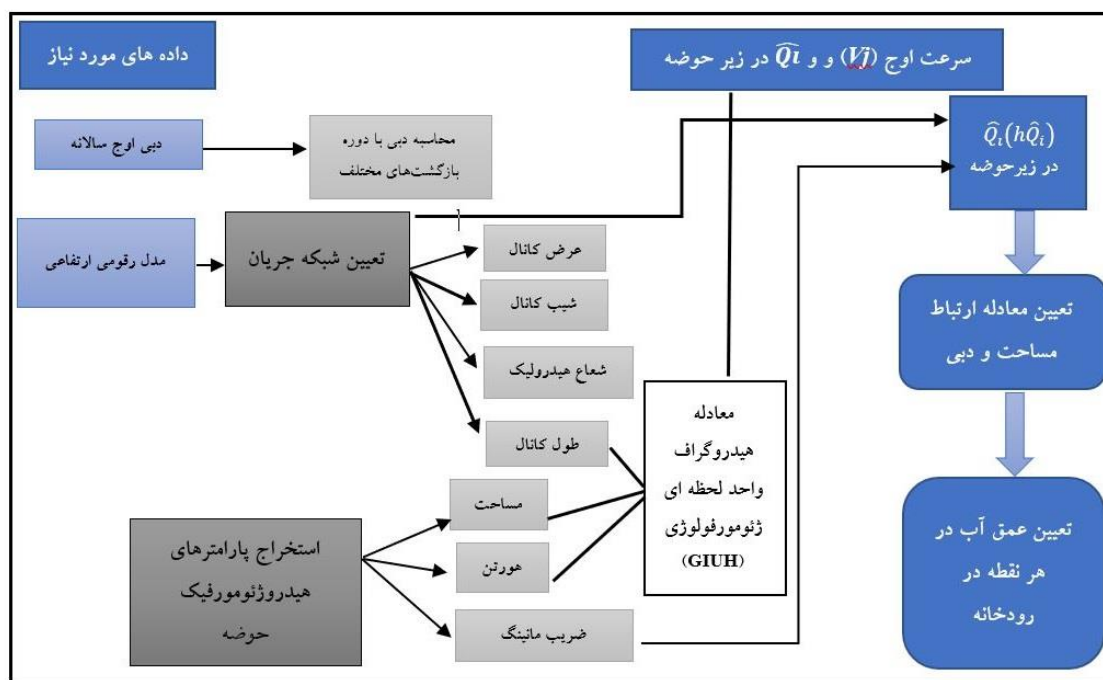 داده های مورد نیاز
سرعت اوج (Vj) و و Q̂ι در زیر حوضه
دبی اوج سالانه
محاسبه دبی با دوره
بازگشت‌های مختلف
Q̂ι(hQ̂i)
در زیرحوضه
مدل رقومی ارتفاعی
تعیین شبکه جریان
عرض کانال
شیب کانال
شعاع هیدرولیک
طول کانال
تعیین معادله ارتباط
مساحت و دبی
معادله
هیدروگراف
واحد لحظه ای
ژئومورفولوژی
(GIUH)
استخراج پارامترهای
هیدروژئومورفیک
حوضه
مساحت
هورتن
ضریب مانینگ
تعیین عمق آب در
هر نقطه در
رودخانه